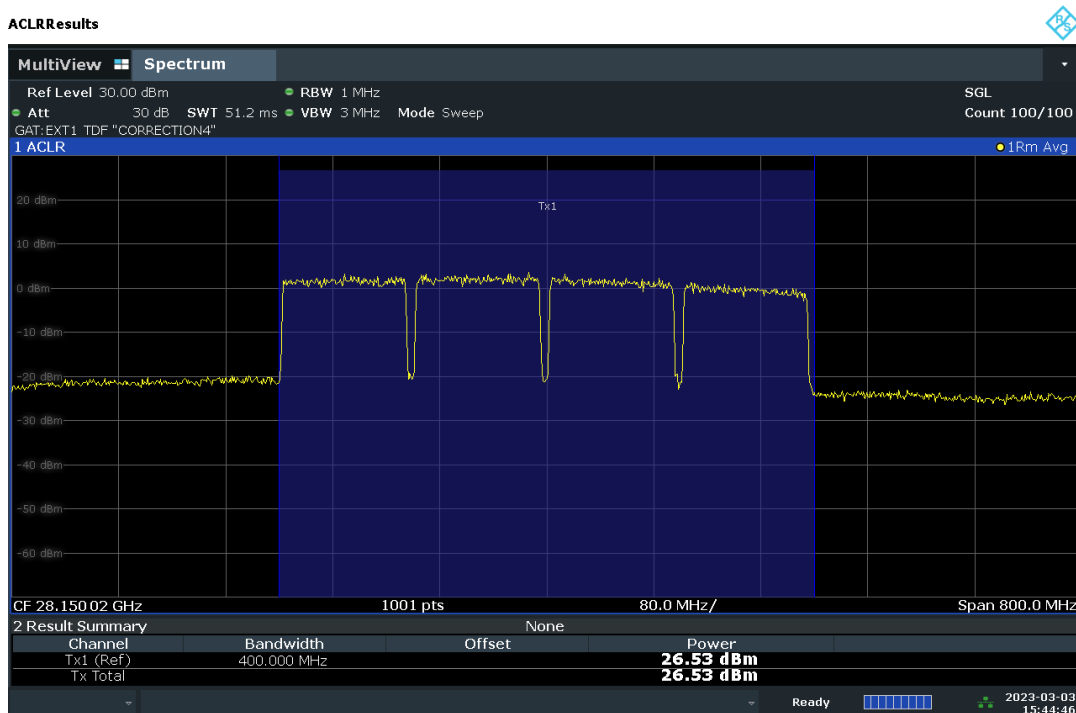 ACLRResults
R&S
MultiView Spectrum
Ref Level 30.00 dBm RBW 1 MHz SGL
Att 30 dB SWT 51.2 ms VBW 3 MHz Mode Sweep Count 100/100
GAT:EXT1 TDF "CORRECTION4"
1 ACLR 1Rm Avg
Tx1
20 dBm
10 dBm
0 dBm
-10 dBm
-20 dBm
-30 dBm
-40 dBm
-50 dBm
-60 dBm
CF 28.150 02 GHz 1001 pts 80.0 MHz/ Span 800.0 MHz
2 Result Summary None
Channel Bandwidth Offset Power
Tx1 (Ref) 400.000 MHz 26.53 dBm
Tx Total 26.53 dBm
Ready 2023-03-03
15:44:46